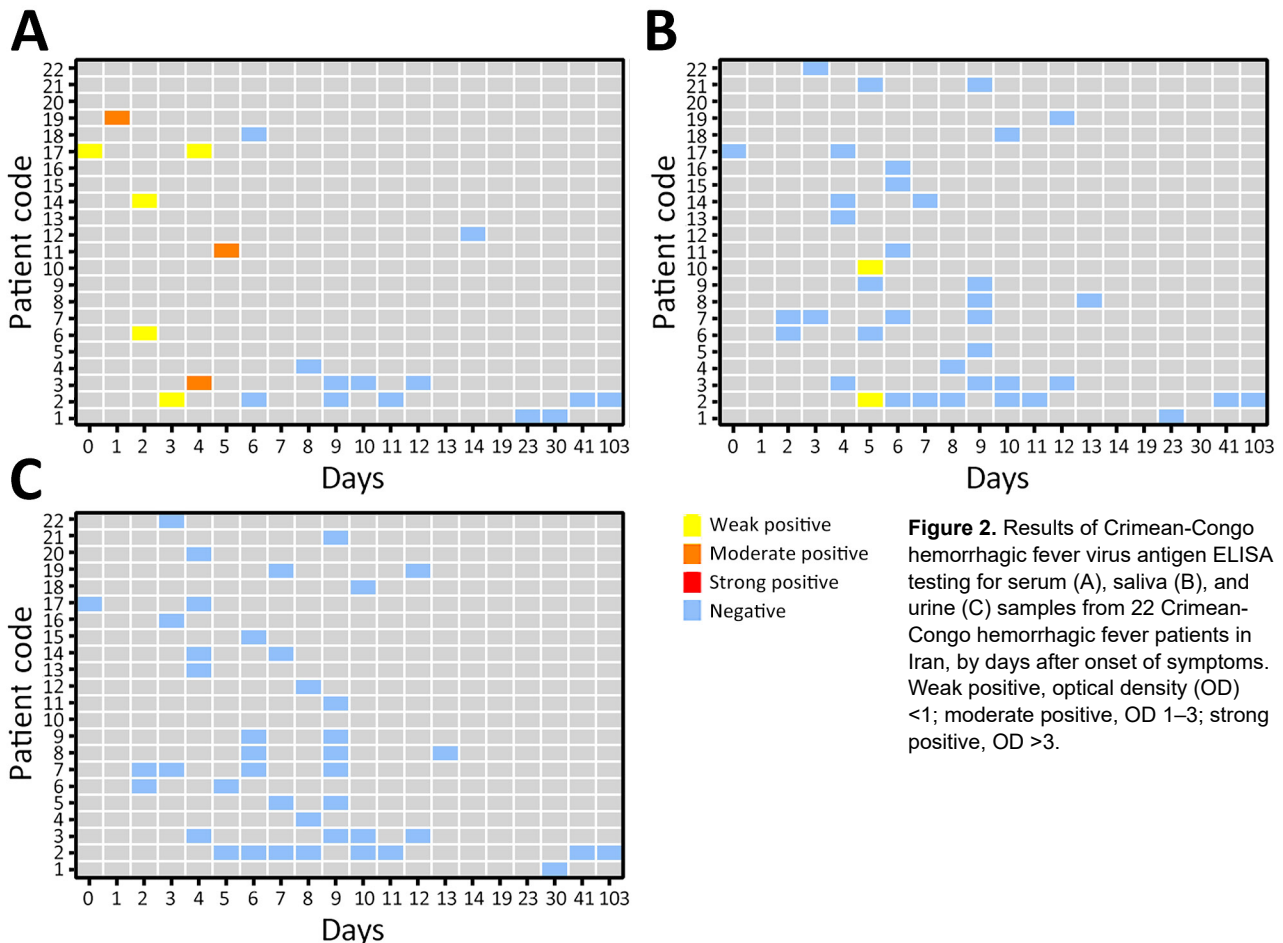 A
Patient code
22
21
20
19
18
17
16
15
14
13
12
11
10
9
8
7
6
5
4
3
2
1
0 1 2 3 4 5 6 7 8 9 10 11 12 13 14 19 23 30 41 103
Days
B
Patient code
22
21
20
19
18
17
16
15
14
13
12
11
10
9
8
7
6
5
4
3
2
1
0 1 2 3 4 5 6 7 8 9 10 11 12 13 14 19 23 30 41 103
Days
C
Patient code
22
21
20
19
18
17
16
15
14
13
12
11
10
9
8
7
6
5
4
3
2
1
0 1 2 3 4 5 6 7 8 9 10 11 12 13 14 19 23 30 41 103
Days
Weak positive
Moderate positive
Strong positive
Negative
Figure 2. Results of Crimean-Congo
hemorrhagic fever virus antigen ELISA
testing for serum (A), saliva (B), and
urine (C) samples from 22 Crimean-
Congo hemorrhagic fever patients in
Iran, by days after onset of symptoms.
Weak positive, optical density (OD)
<1; moderate positive, OD 1–3; strong
positive, OD >3.